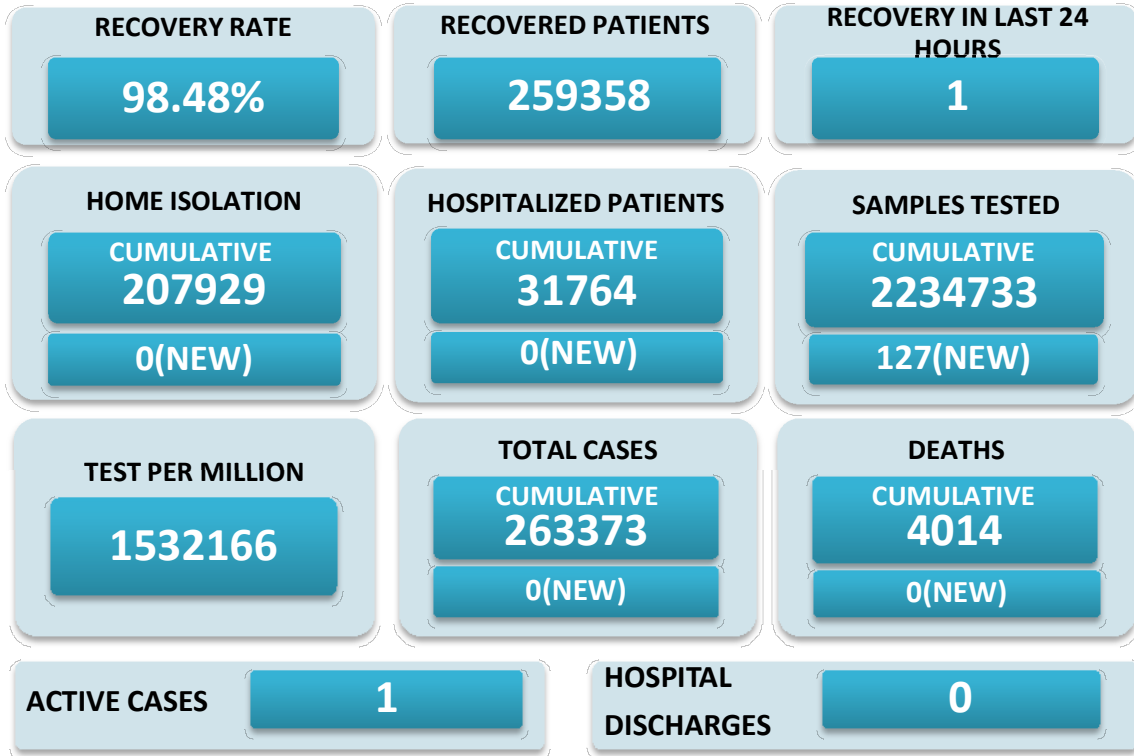 RECOVERY RATE
98.48%
RECOVERED PATIENTS
259358
RECOVERY IN LAST 24
HOURS
1
HOME ISOLATION
CUMULATIVE
207929
0(NEW)
HOSPITALIZED PATIENTS
CUMULATIVE
31764
0(NEW)
SAMPLES TESTED
CUMULATIVE
2234733
127(NEW)
TEST PER MILLION
1532166
TOTAL CASES
CUMULATIVE
263373
0(NEW)
DEATHS
CUMULATIVE
4014
0(NEW)
ACTIVE CASES
1
HOSPITAL
DISCHARGES
0